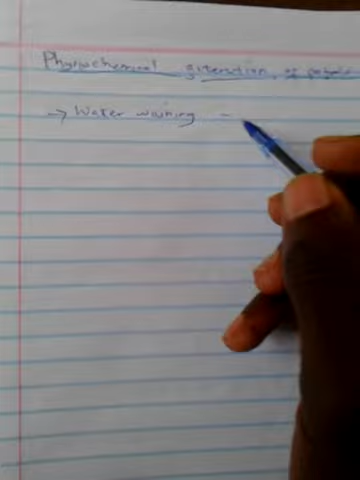 Physiochemical alteration of
→ Water washing -